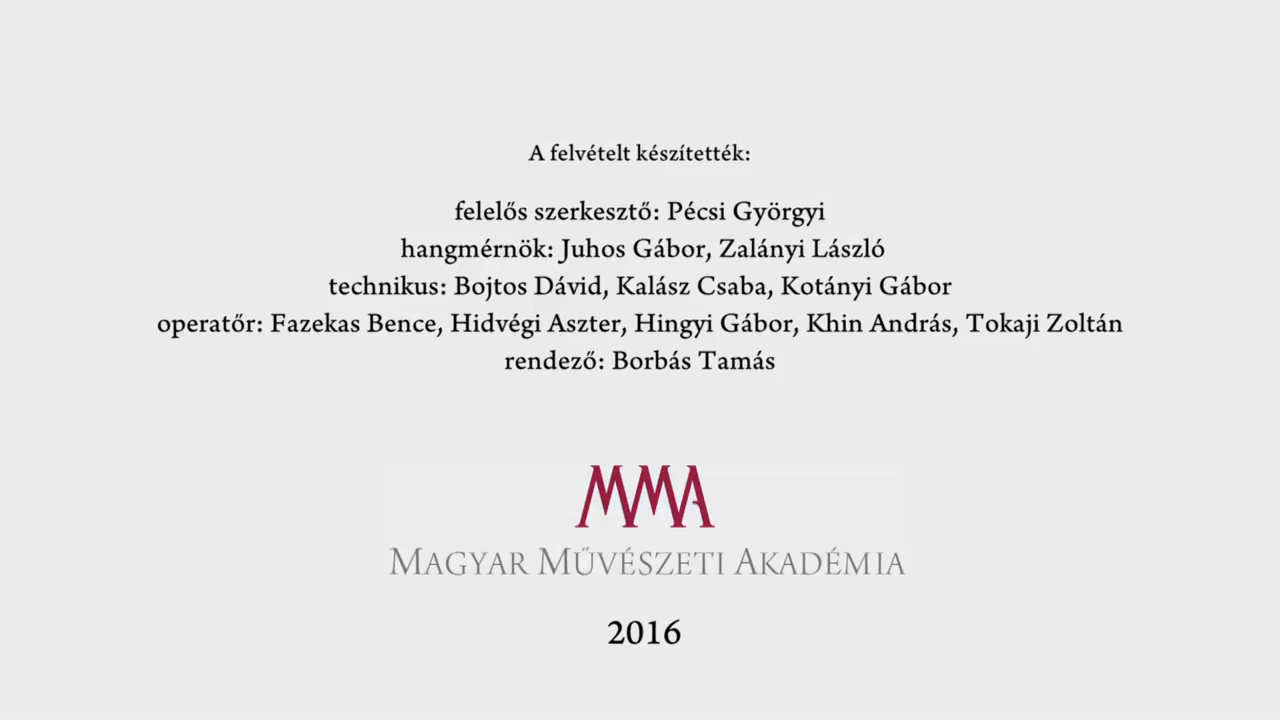 A felvételt készítették:
felelős szerkesztő: Pécsi Györgyi
hangmérnök: Juhos Gábor, Zalányi László
technikus: Bojtos Dávid, Kalász Csaba, Kotányi Gábor
operatőr: Fazekas Bence, Hidvégi Aszter, Hingyi Gábor, Khin András, Tokaji Zoltán
rendező: Borbás Tamás
MMA
MAGYAR MŰVÉSZETI AKADÉMIA
2016